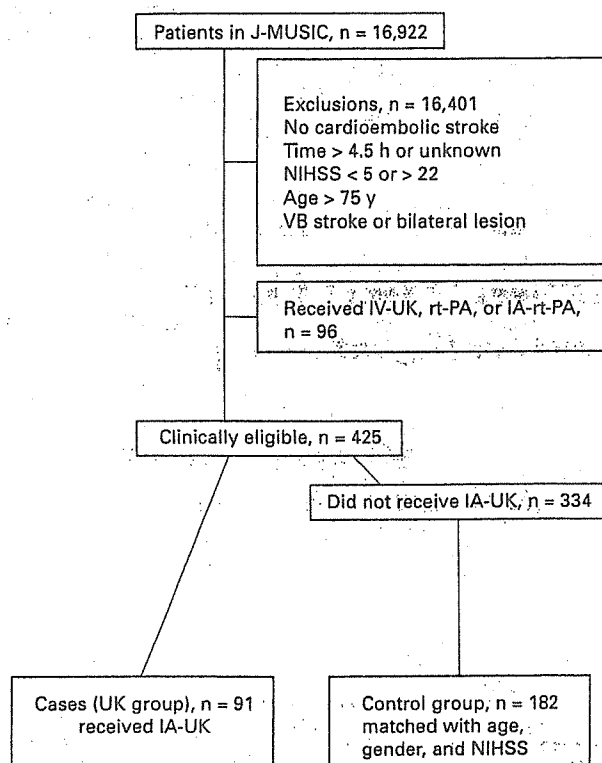 Patients in J-MUSIC, n = 16,922
Exclusions, n = 16,401
No cardioembolic stroke
Time > 4.5 h or unknown
NIHSS < 5 or > 22
Age > 75 y
VB stroke or bilateral lesion
Received IV-UK, rt-PA, or IA-rt-PA,
n = 96
Clinically eligible, n = 425
Did not receive IA-UK, n = 334
Cases (UK group), n = 91
received IA-UK
Control group, n = 182
matched with age,
gender, and NIHSS